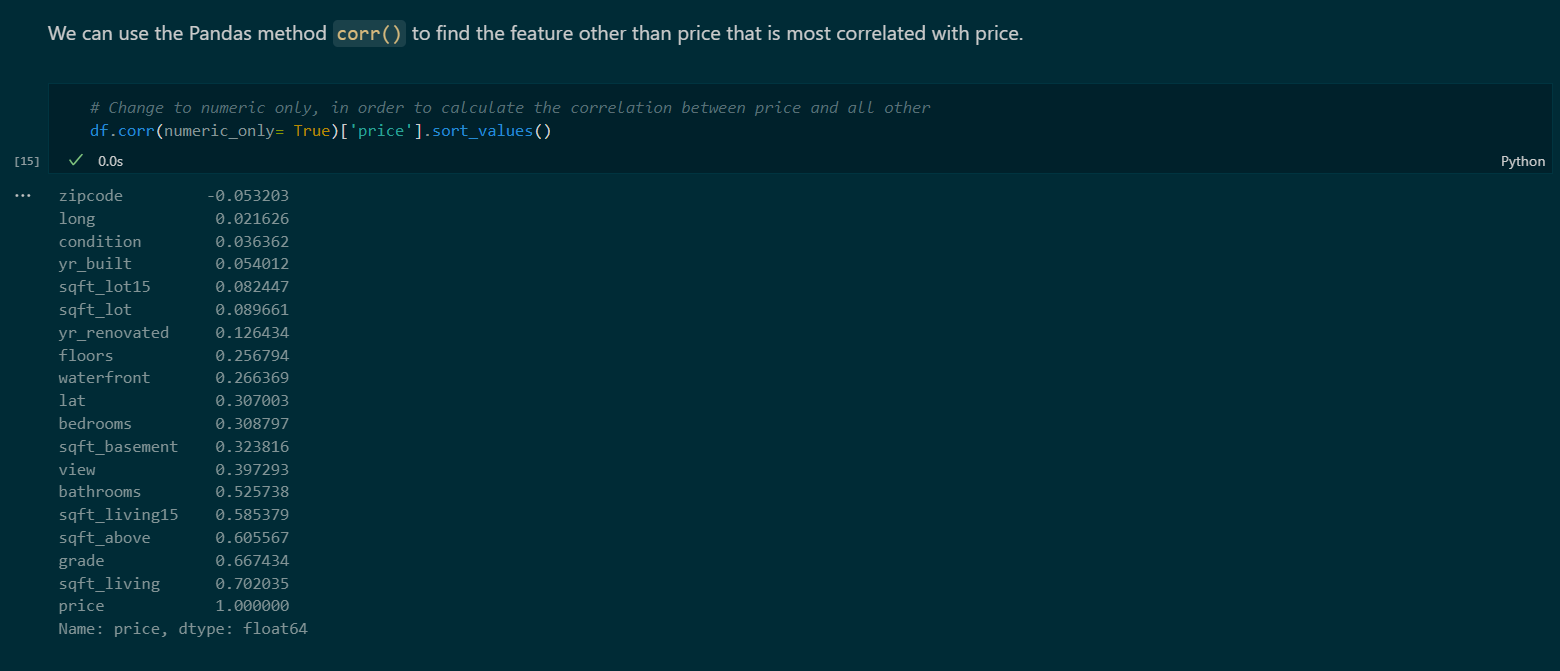 We can use the Pandas method corr() to find the feature other than price that is most correlated with price.
# Change to numeric only, in order to calculate the correlation between price and all other
df.corr(numeric_only= True)['price'].sort_values()
[15] ✓ 0.0s Python
... zipcode -0.053203
long 0.021626
condition 0.036362
yr_built 0.054012
sqft_lot15 0.082447
sqft_lot 0.089661
yr_renovated 0.126434
floors 0.256794
waterfront 0.266369
lat 0.307003
bedrooms 0.308797
sqft_basement 0.323816
view 0.397293
bathrooms 0.525738
sqft_living15 0.585379
sqft_above 0.605567
grade 0.667434
sqft_living 0.702035
price 1.000000
Name: price, dtype: float64